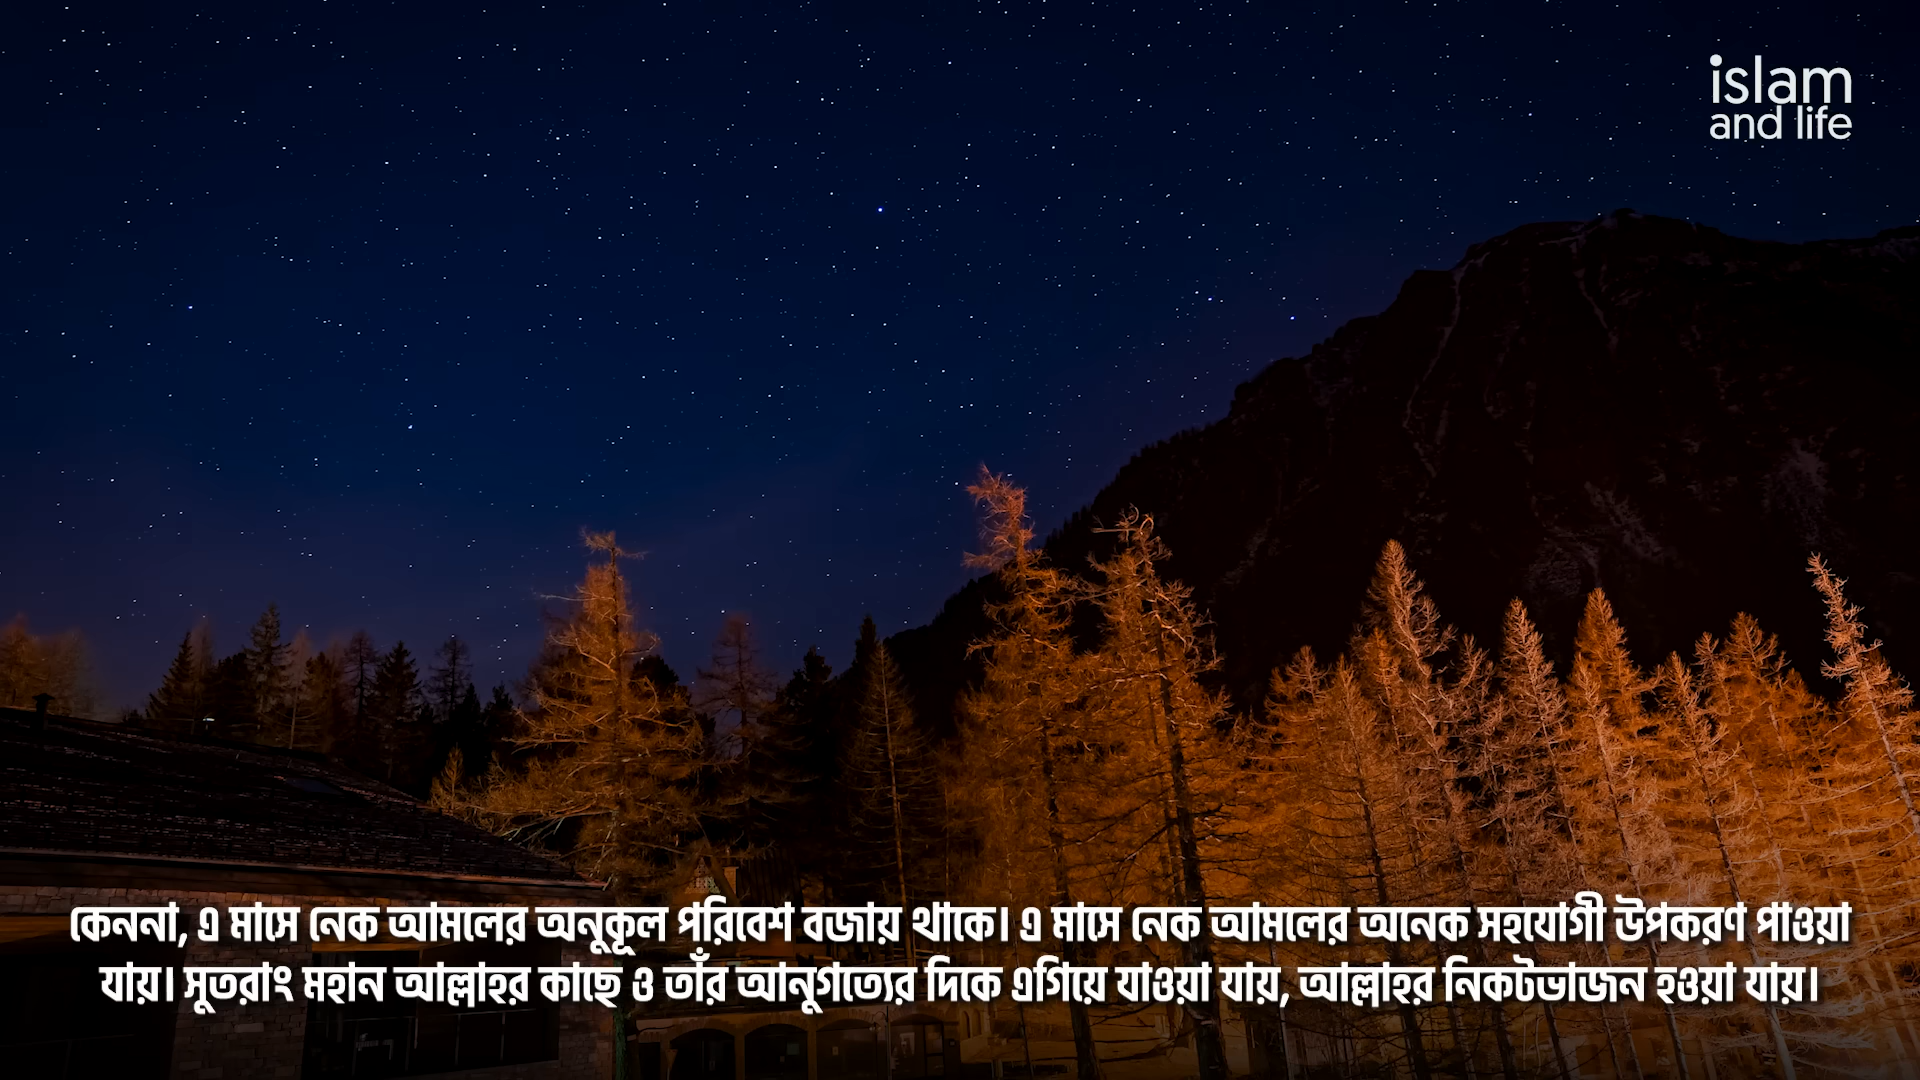 islam
and life
কেননা, এ মাসে নেক আমলের অনুকূল পরিবেশ বজায় থাকে। এ মাসে নেক আমলের অনেক সহযোগী উপকরণ পাওয়া
যায়। সুতরাং মহান আল্লাহর কাছে ও তাঁর আনুগত্যের দিকে এগিয়ে যাওয়া যায়, আল্লাহর নিকটভাজন হওয়া যায়।